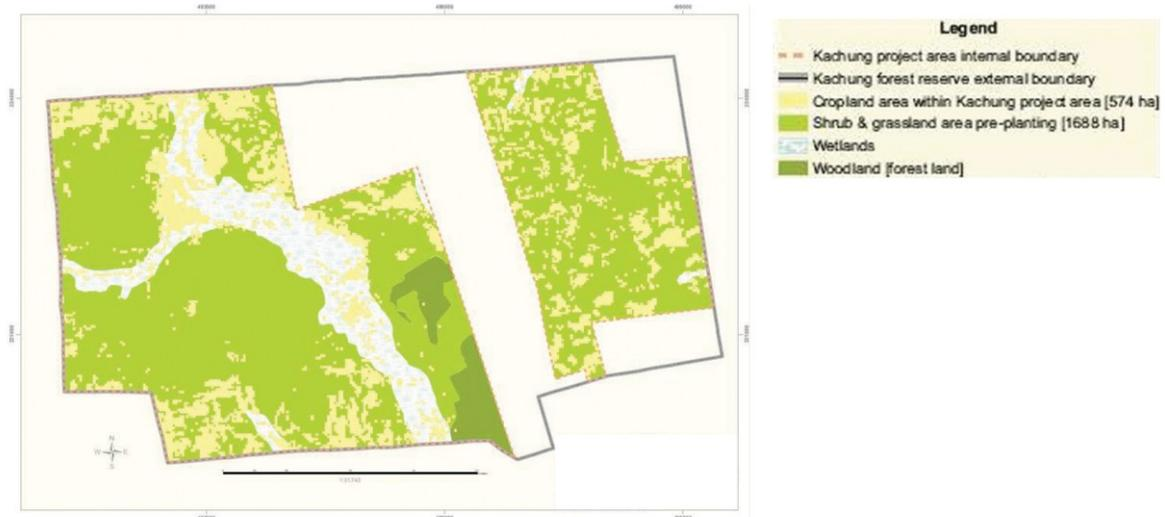 Legend
Kachung project area internal boundary
Kachung forest reserve external boundary
Cropland area within Kachung project area [574 ha]
Shrub & grassland area pre-planting [1688 ha]
Wetlands
Woodland [forest land]
N
W E
S